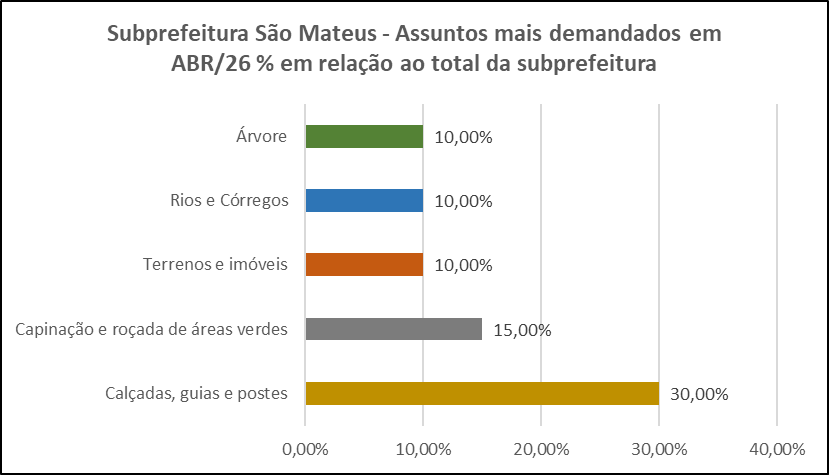 Subprefeitura São Mateus - Assuntos mais demandados em
ABR/26 % em relação ao total da subprefeitura
Árvore
10,00%
Rios e Córregos
10,00%
Terrenos e imóveis
10,00%
Capinação e roçada de áreas verdes
15,00%
Calçadas, guias e postes
30,00%
0,00%
10,00%
20,00%
30,00%
40,00%